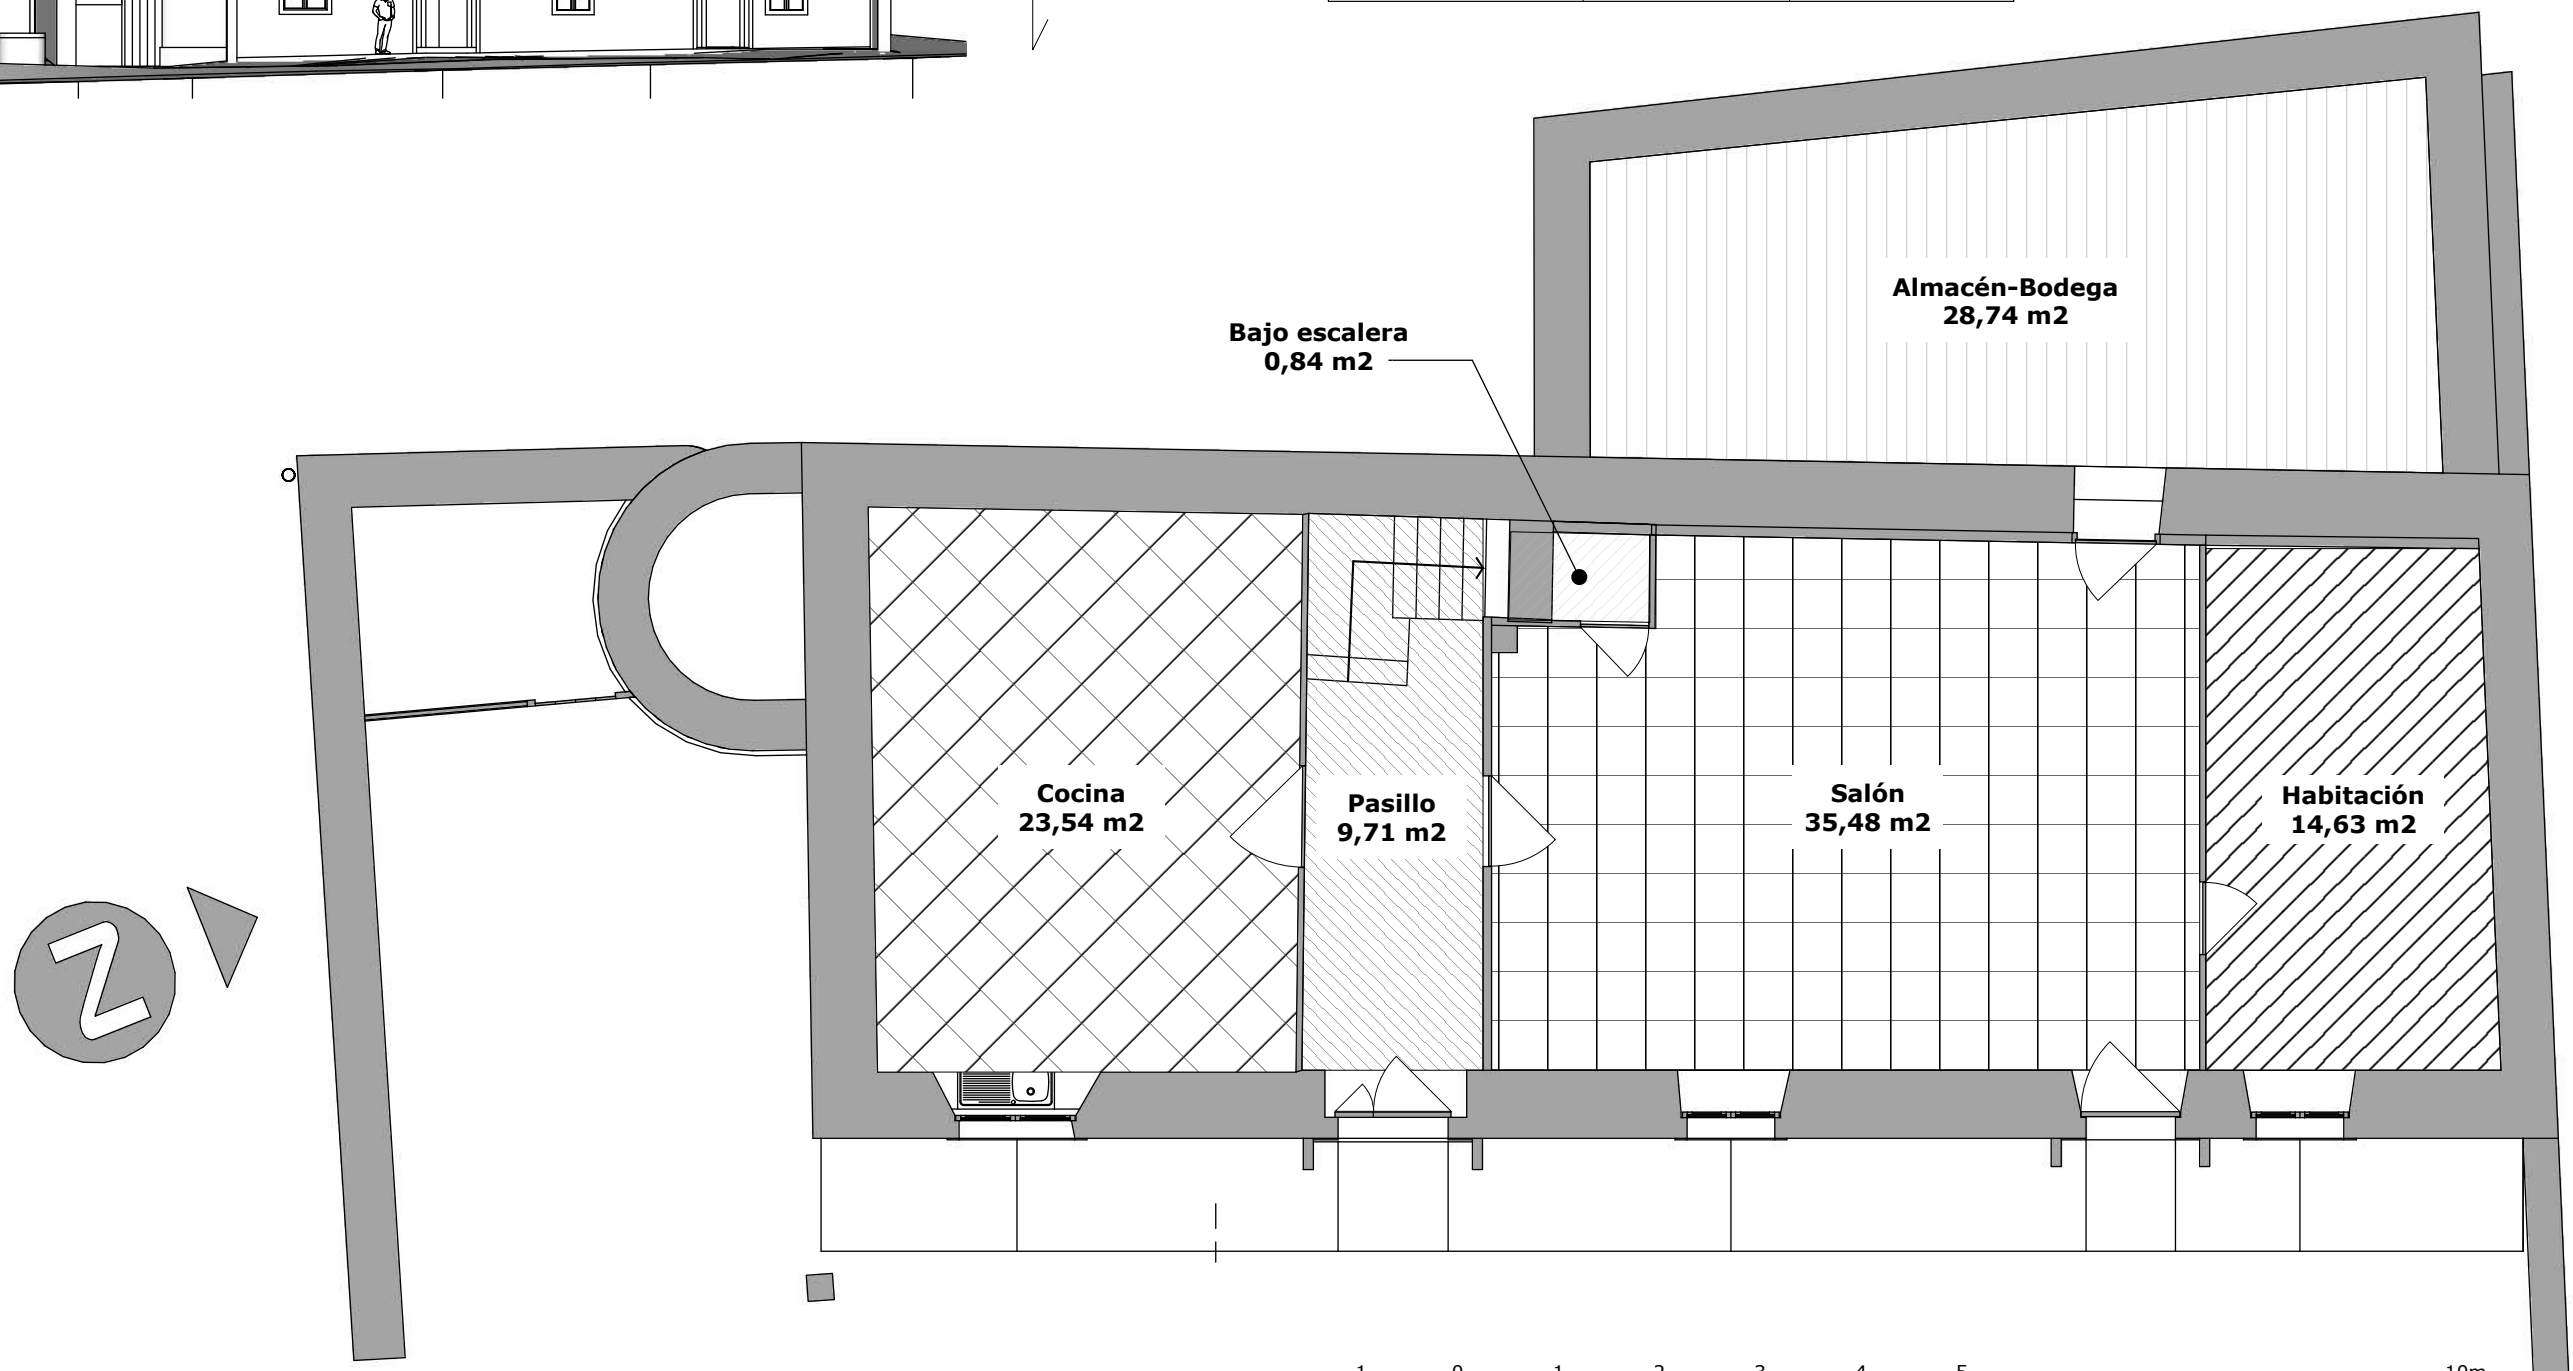 Almacén-Bodega
28,74 m2
Bajo escalera
0,84 m2
Cocina
23,54 m2
Pasillo
9,71 m2
Salón
35,48 m2
Habitación
14,63 m2
N
1 0 1 2 3 4 5 10m